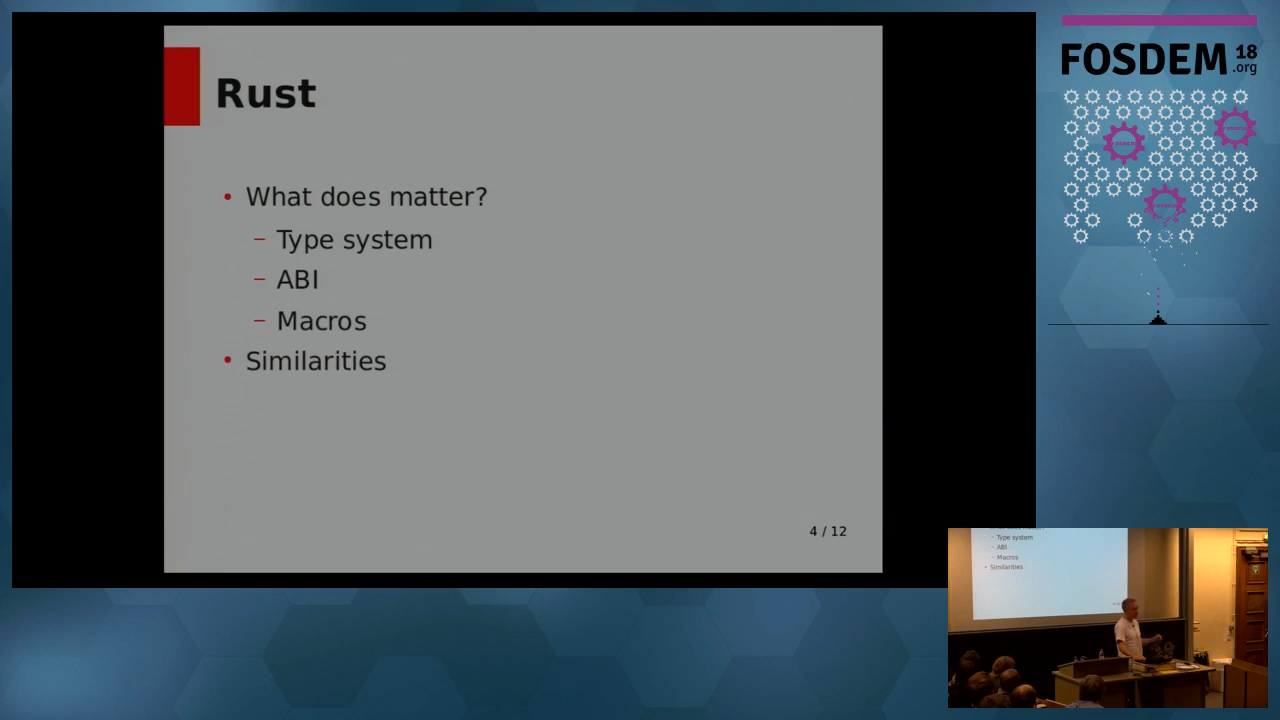 Rust
• What does matter?
– Type system
– ABI
– Macros
• Similarities
4 / 12
FOSDEM 18
.org
– Type system
– ABI
– Macros
• Similarities